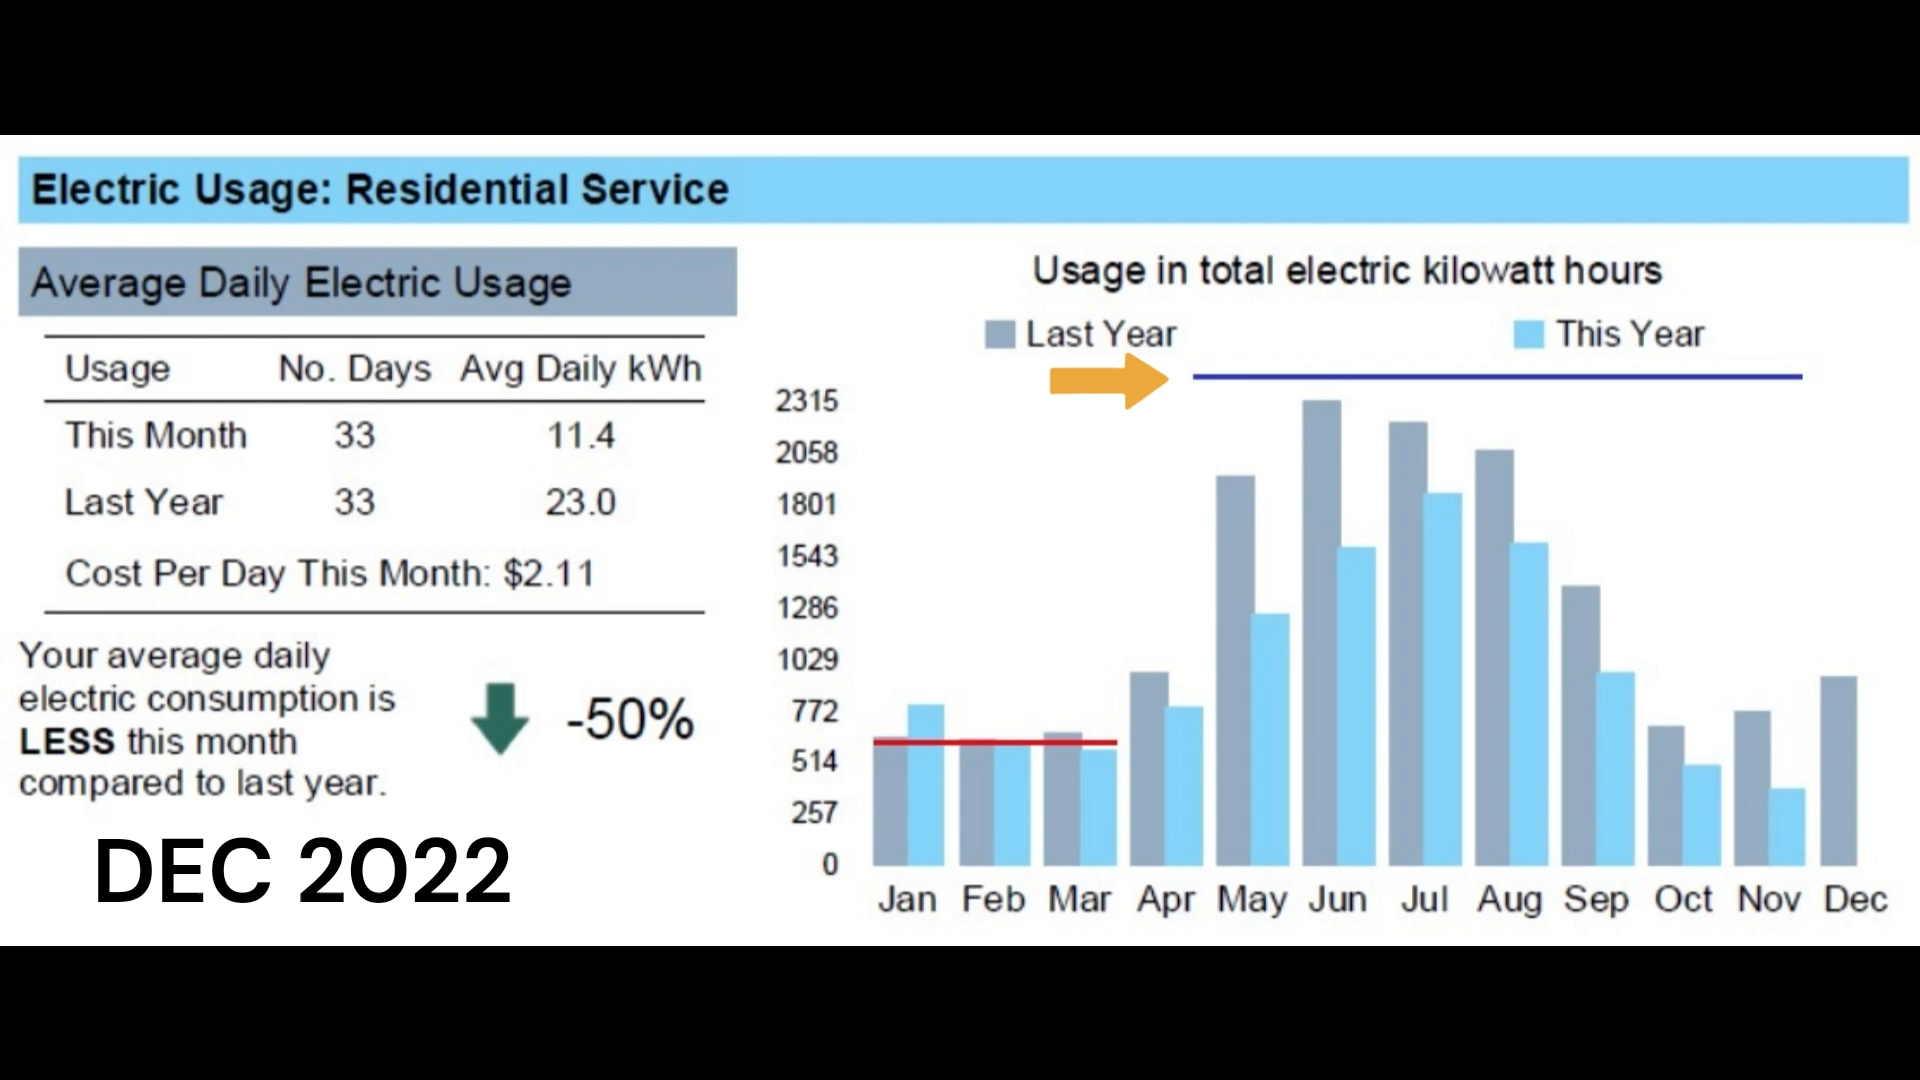 Electric Usage: Residential Service
Average Daily Electric Usage
Usage No. Days Avg Daily kWh
This Month 33 11.4
Last Year 33 23.0
Cost Per Day This Month: $2.11
Your average daily
electric consumption is
LESS this month
compared to last year.
-50%
DEC 2022
Usage in total electric kilowatt hours
Last Year This Year
2315
2058
1801
1543
1286
1029
772
514
257
0
Jan Feb Mar Apr May Jun Jul Aug Sep Oct Nov Dec